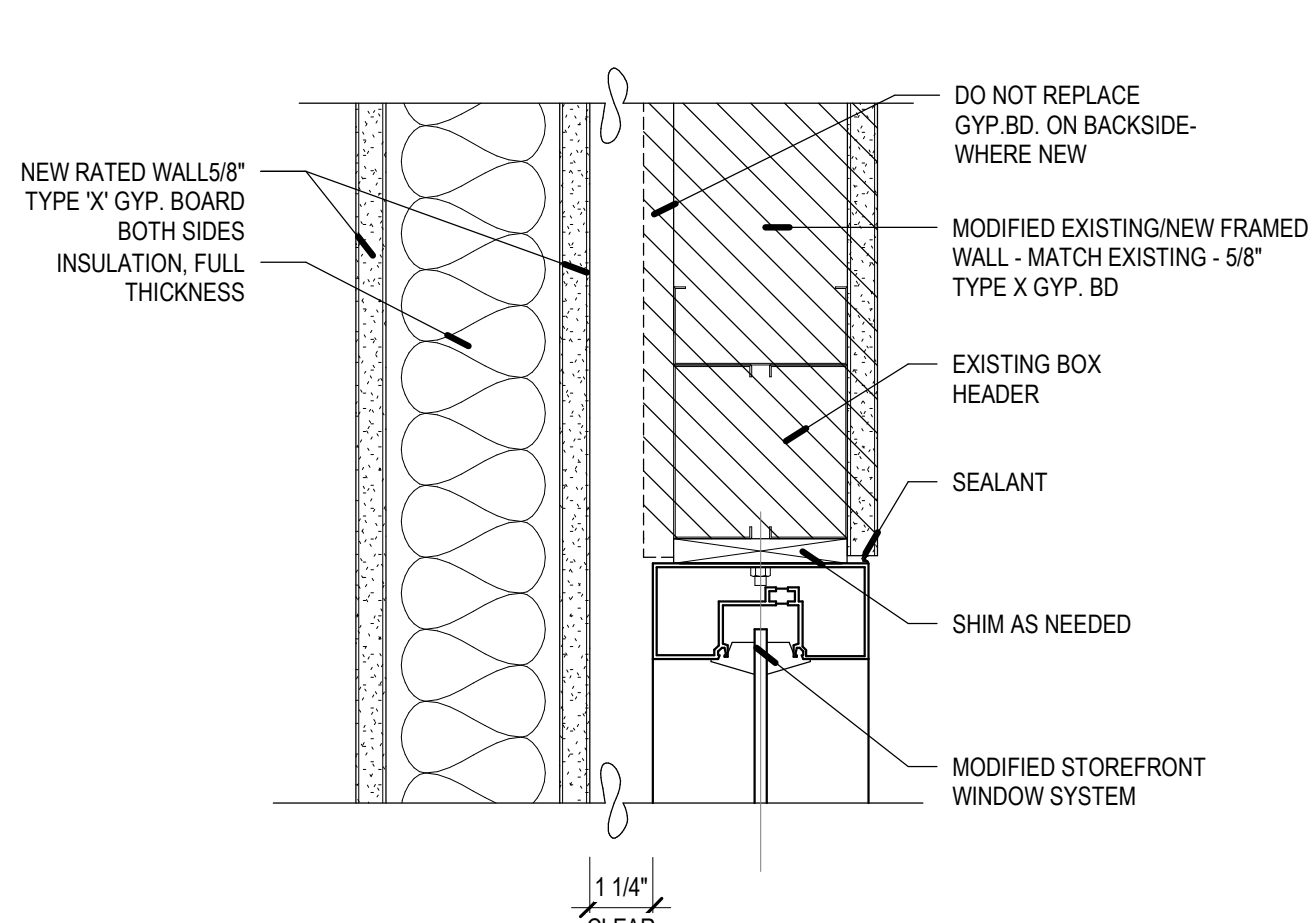 NEW RATED WALL5/8"
TYPE 'X' GYP. BOARD
BOTH SIDES
INSULATION, FULL
THICKNESS
DO NOT REPLACE
GYP.BD. ON BACKSIDE-
WHERE NEW
MODIFIED EXISTING/NEW FRAMED
WALL - MATCH EXISTING - 5/8"
TYPE X GYP. BD
EXISTING BOX
HEADER
SEALANT
SHIM AS NEEDED
MODIFIED STOREFRONT
WINDOW SYSTEM
1 1/4"
CLEAR